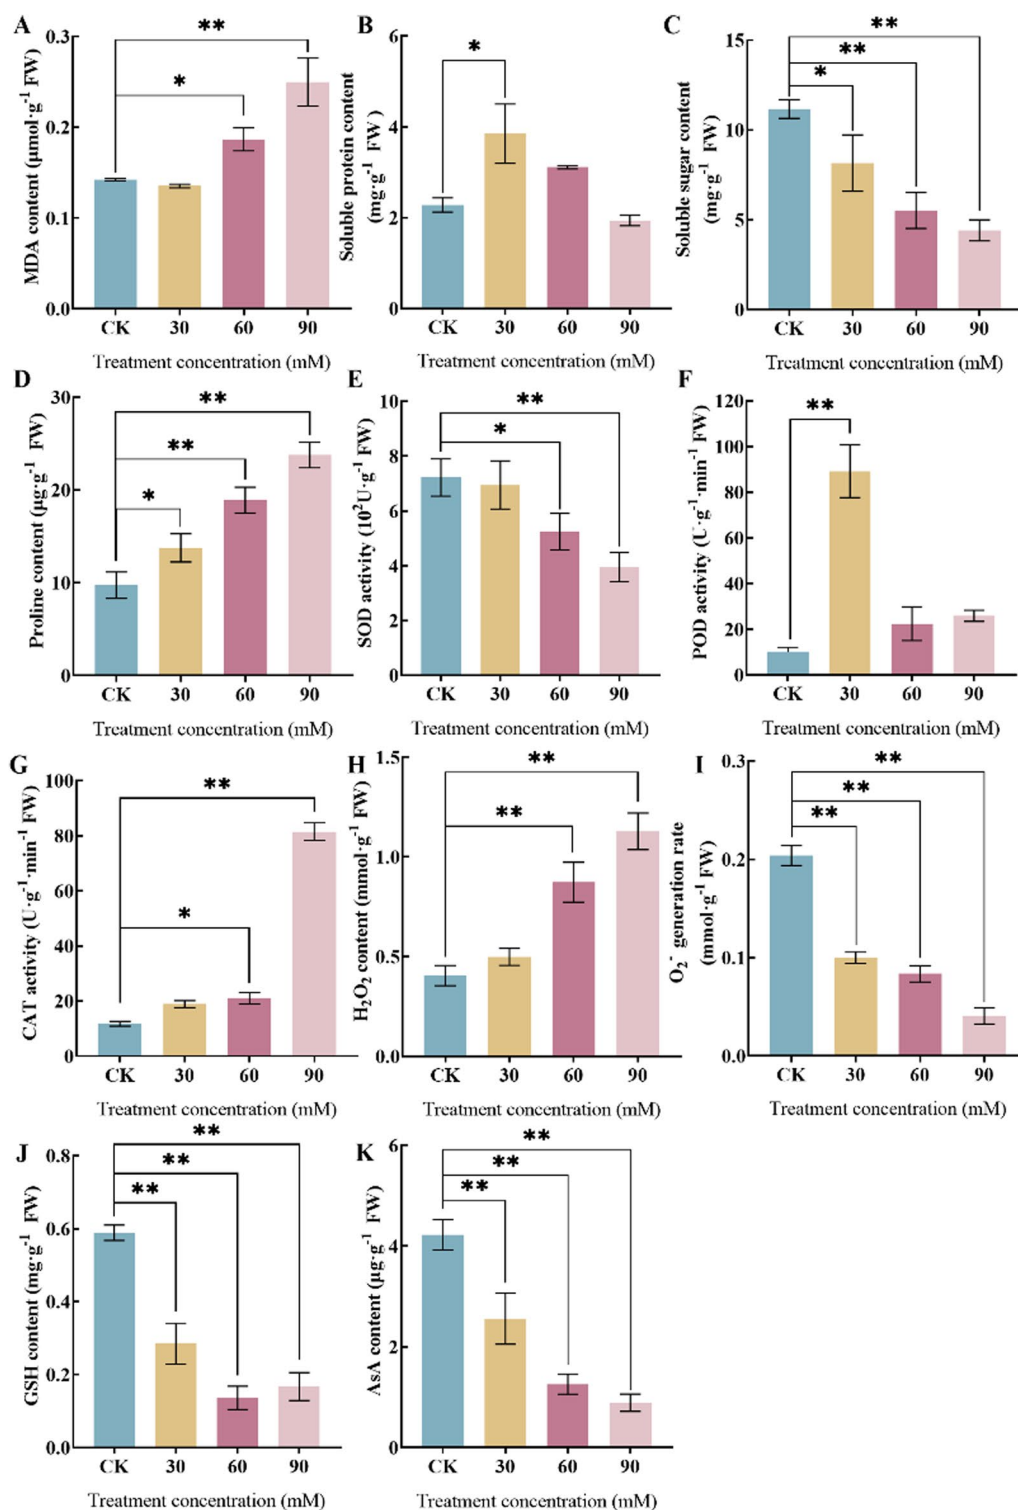 A
MDA content (μmol·g⁻¹ FW)
0.3
0.2
0.1
0.0
**
*
CK 30 60 90
Treatment concentration (mM)
B
Soluble protein content
(mg·g⁻¹ FW)
6
4
2
0
*
CK 30 60 90
Treatment concentration (mM)
C
Soluble sugar content
(mg·g⁻¹ FW)
15
10
5
0
**
**
*
CK 30 60 90
Treatment concentration (mM)
D
Proline content (μg·g⁻¹ FW)
30
20
10
0
**
**
*
CK 30 60 90
Treatment concentration (mM)
E
SOD activity (10²U·g⁻¹ FW)
10
8
6
4
2
0
**
*
CK 30 60 90
Treatment concentration (mM)
F
POD activity (U·g⁻¹·min⁻¹ FW)
120
100
80
60
40
20
0
**
CK 30 60 90
Treatment concentration (mM)
G
CAT activity (U·g⁻¹·min⁻¹ FW)
100
80
60
40
20
0
**
*
CK 30 60 90
Treatment concentration (mM)
H
H₂O₂ content (mmol·g⁻¹ FW)
1.5
1.0
0.5
0.0
**
**
CK 30 60 90
Treatment concentration (mM)
I
O₂⁻ generation rate
(mmol·g⁻¹ FW)
0.3
0.2
0.1
0.0
**
**
**
CK 30 60 90
Treatment concentration (mM)
J
GSH content (mg·g⁻¹ FW)
0.8
0.6
0.4
0.2
0.0
**
**
**
CK 30 60 90
Treatment concentration (mM)
K
AsA content (μg·g⁻¹ FW)
6
4
2
0
**
**
**
CK 30 60 90
Treatment concentration (mM)